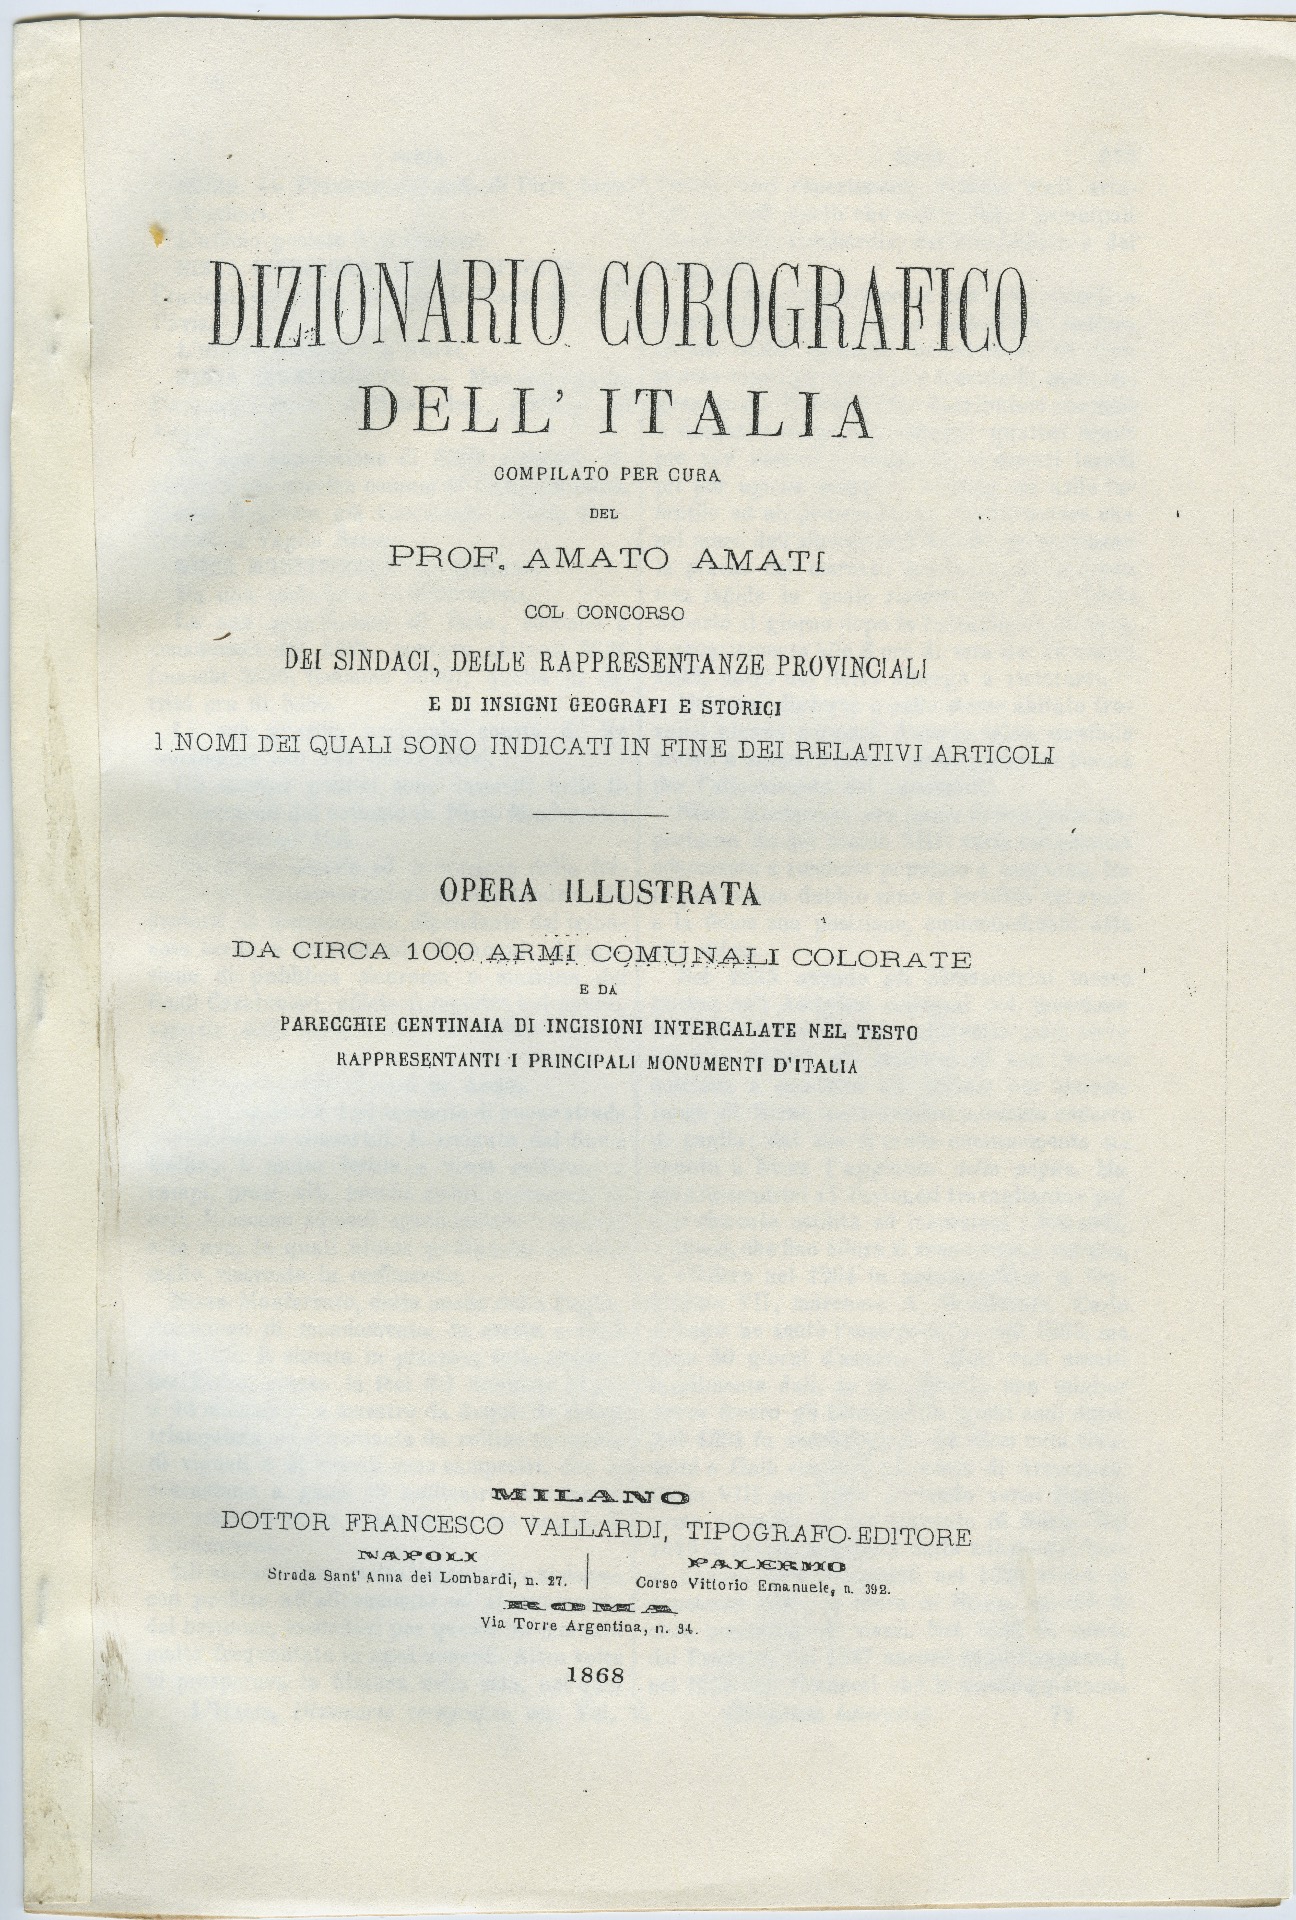 DIZIONARIO COROGRAFICO
DELL' ITALIA
COMPILATO PER CURA
DEL
PROF. AMATO AMATI
COL CONCORSO
DEI SINDACI, DELLE RAPPRESENTANZE PROVINCIALI
E DI INSIGNI GEOGRAFI E STORICI
I NOMI DEI QUALI SONO INDICATI IN FINE DEI RELATIVI ARTICOLI
OPERA ILLUSTRATA
DA CIRCA 1000 ARMI COMUNALI COLORATE
E DA
PARECCHIE CENTINAIA DI INCISIONI INTERCALATE NEL TESTO
RAPPRESENTANTI I PRINCIPALI MONUMENTI D'ITALIA
MILANO
DOTTOR FRANCESCO VALLARDI, TIPOGRAFO-EDITORE
NAPOLI
Strada Sant' Anna dei Lombardi, n. 27.
PALERMO
Corso Vittorio Emanuele, n. 392.
ROMA
Via Torre Argentina, n. 34.
1868